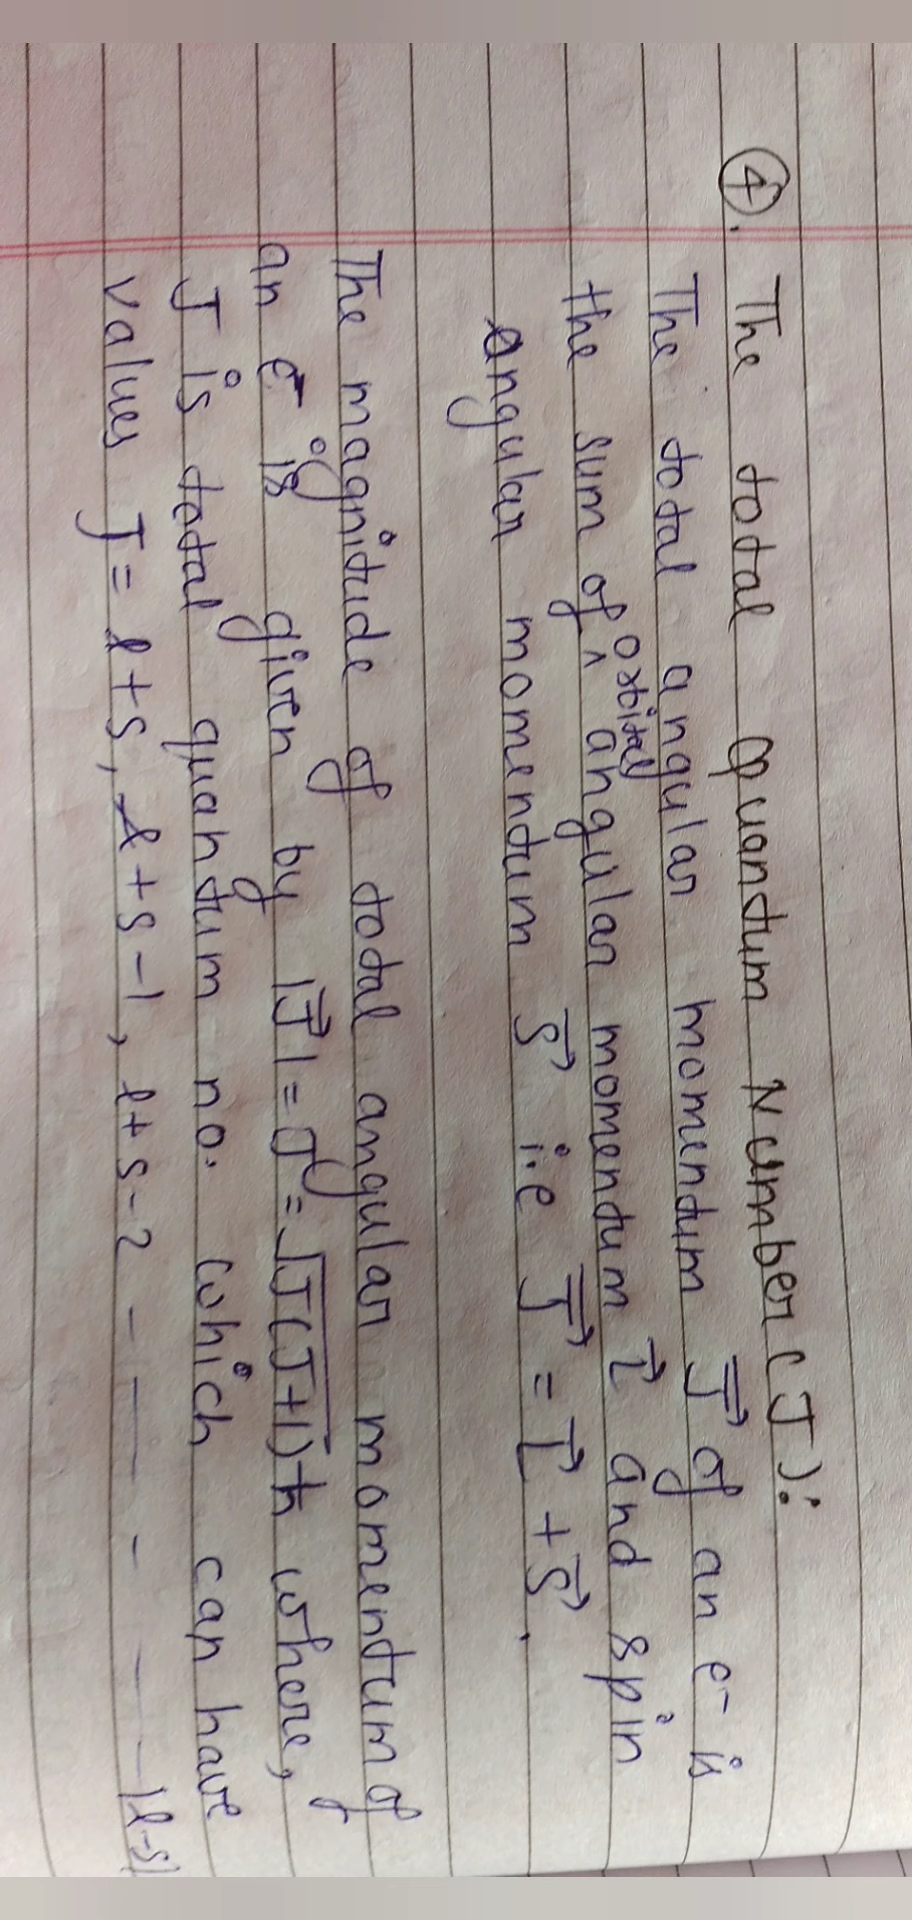 ④. The total Quantum Number (J):
The total angular momentum J⃗ of an e⁻ is
the sum of orbital angular momentum L⃗ and spin
angular momentum S⃗ i.e J⃗ = L⃗ + S⃗.
The magnitude of total angular momentum of
an e⁻ is given by |J⃗| = J = √J(J+1) ħ where,
J is total quantum no. which can have
values J = l+s, l+s-1, l+s-2 - - - - - |l-s|